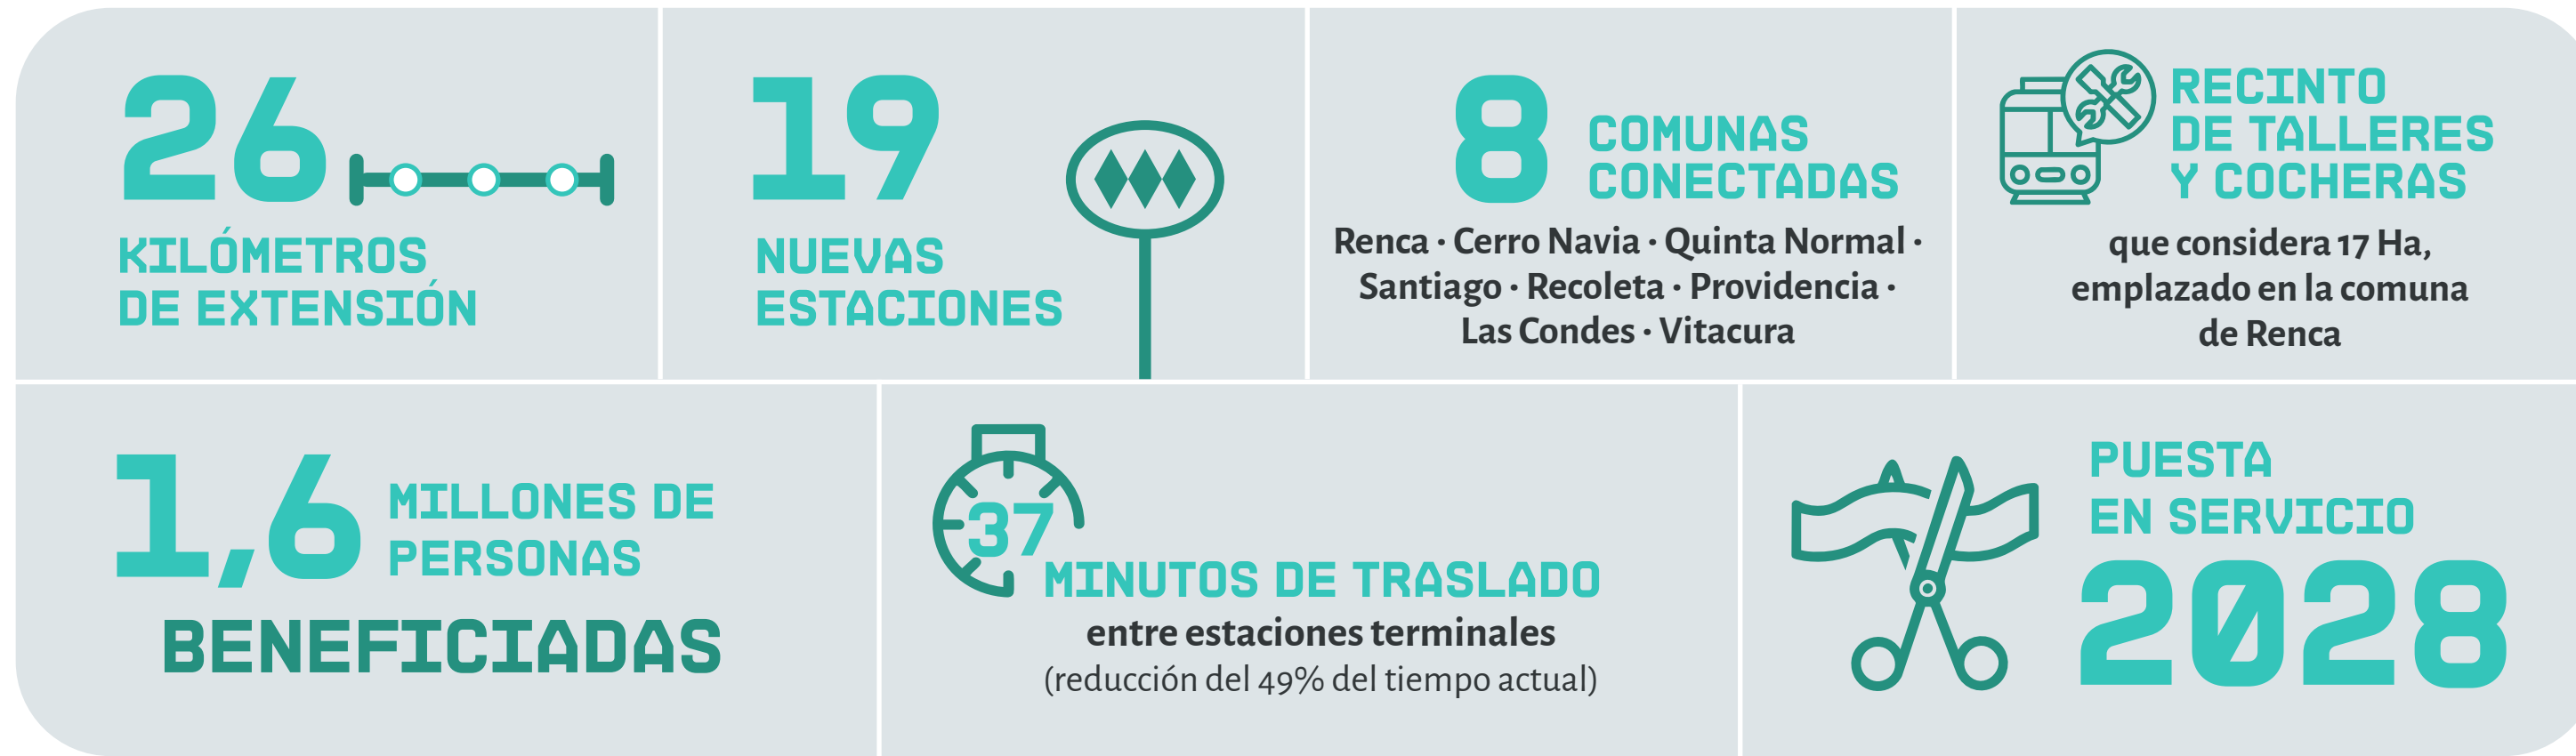 26
KILÓMETROS
DE EXTENSIÓN
19
NUEVAS
ESTACIONES
8 COMUNAS
CONECTADAS
Renca · Cerro Navia · Quinta Normal ·
Santiago · Recoleta · Providencia ·
Las Condes · Vitacura
RECINTO
DE TALLERES
Y COCHERAS
que considera 17 Ha,
emplazado en la comuna
de Renca
1,6 MILLONES DE
PERSONAS
BENEFICIADAS
37
MINUTOS DE TRASLADO
entre estaciones terminales
(reducción del 49% del tiempo actual)
PUESTA
EN SERVICIO
2028